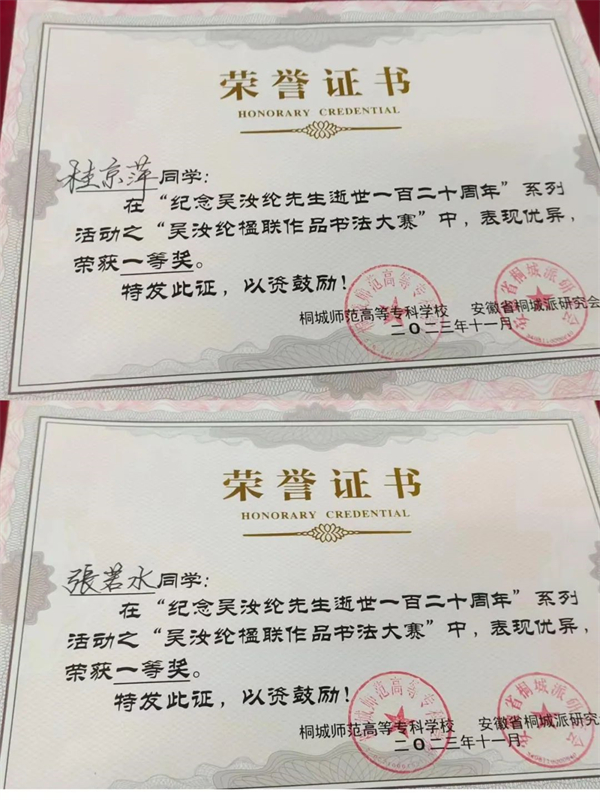 荣誉证书
HONORARY CREDENTIAL
桂京萍同学：
在“纪念吴汝纶先生逝世一百二十周年”系列
活动之“吴汝纶楹联作品书法大赛”中，表现优异，
荣获一等奖。
特发此证，以资鼓励！
桐城师范高等专科学校 安徽省桐城派研究会
二〇二三年十一月
荣誉证书
HONORARY CREDENTIAL
張若水同学：
在“纪念吴汝纶先生逝世一百二十周年”系列
活动之“吴汝纶楹联作品书法大赛”中，表现优异，
荣获一等奖。
特发此证，以资鼓励！
桐城师范高等专科学校 安徽省桐城派研究会
二〇二三年十一月